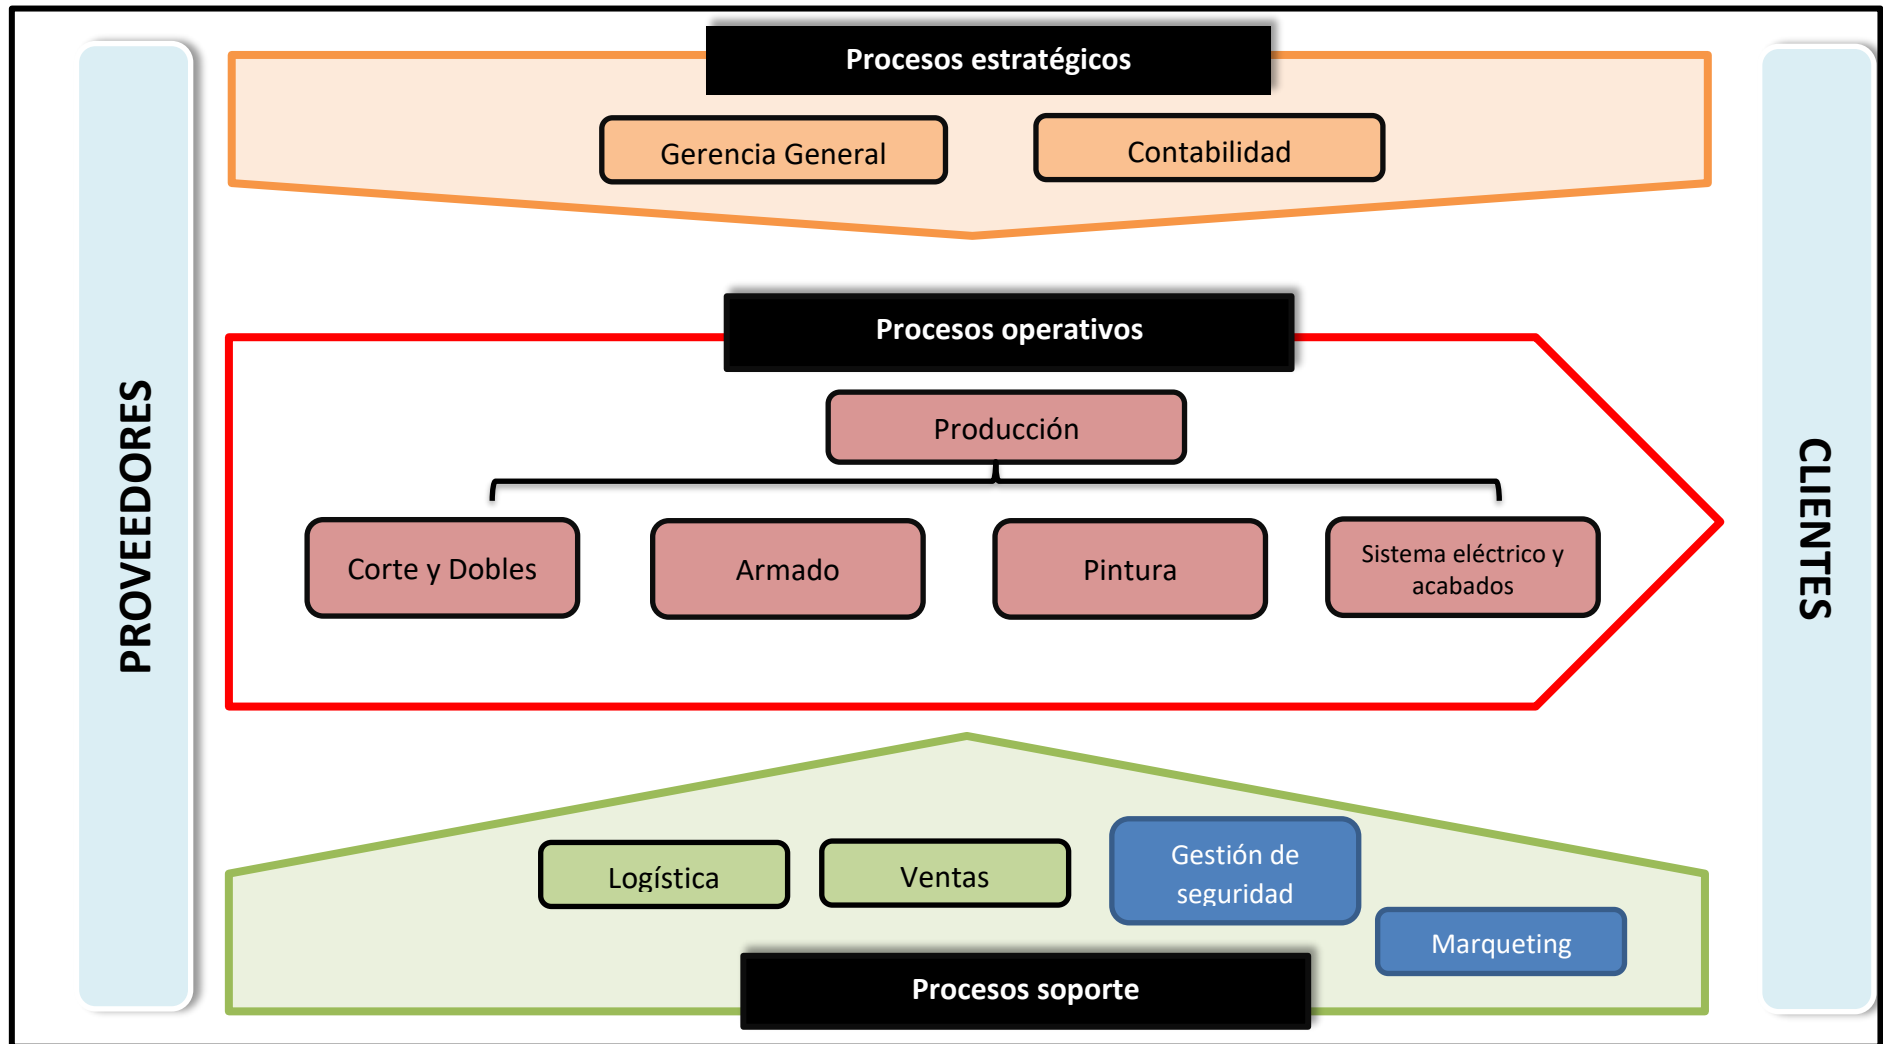 Procesos estratégicos
Gerencia General
Contabilidad
PROVEEDORES
Procesos operativos
Producción
Corte y Dobles
Armado
Pintura
Sistema eléctrico y
acabados
CLIENTES
Logística
Ventas
Gestión de
seguridad
Marqueting
Procesos soporte